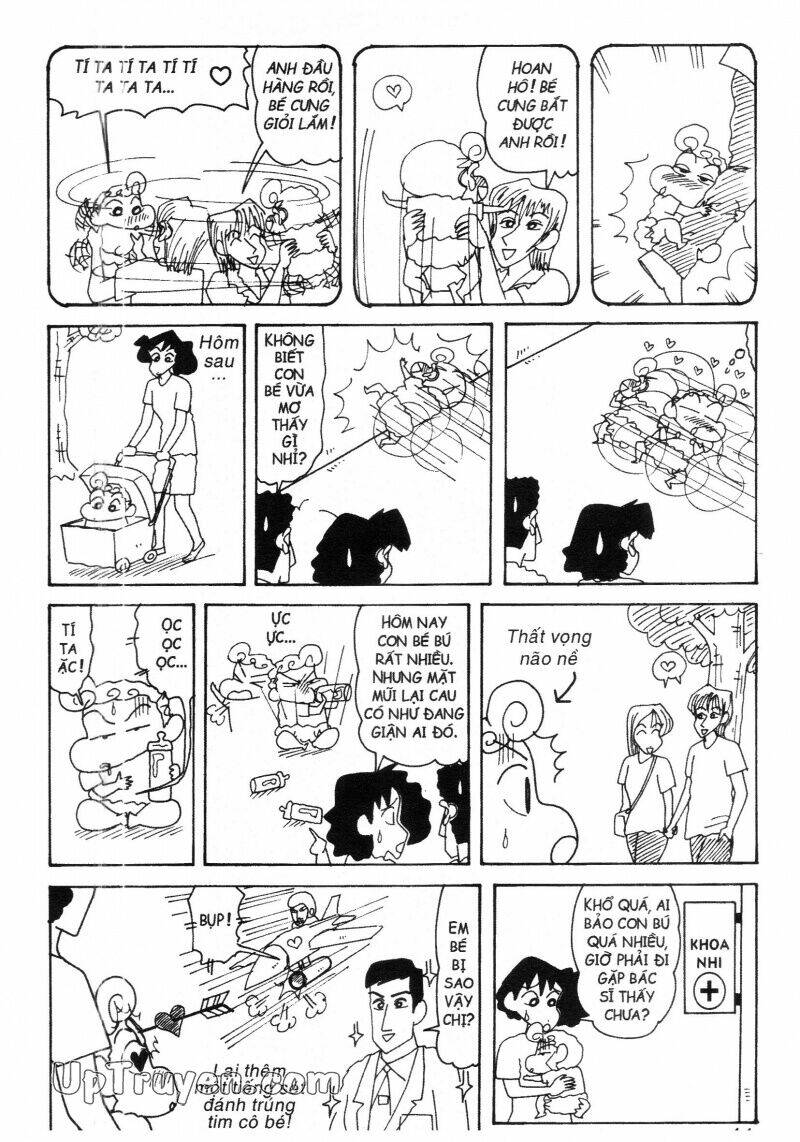 TÍ TA TÍ TA TÍ TÍ
TA TA TA...
ANH ĐẦU
HÀNG RỒI,
BÉ CƯNG
GIỎI LẮM!
HOAN
HÔ! BÉ
CƯNG BẮT
ĐƯỢC
ANH RỒI!
Hôm
sau
...
KHÔNG
BIẾT
CON
BÉ VỪA
MƠ
THẤY
GÌ
NHỈ?
TÍ
TA
ẶC!
ỌC
ỌC
ỌC...
ỰC
ỰC...
HÔM NAY
CON BÉ BÚ
RẤT NHIỀU.
NHƯNG MẶT
MŨI LẠI CAU
CÓ NHƯ ĐANG
GIẬN AI ĐÓ.
Thất vọng
não nề
BỤP!
EM
BÉ
BỊ
SAO
VẬY
CHỊ?
Lại thêm
một tiếng sét
đánh trúng
tim cô bé!
UpTruyen.com
KHỔ QUÁ, AI
BẢO CON BÚ
QUÁ NHIỀU,
GIỜ PHẢI ĐI
GẶP BÁC
SĨ THẤY
CHƯA?
KHOA
NHI